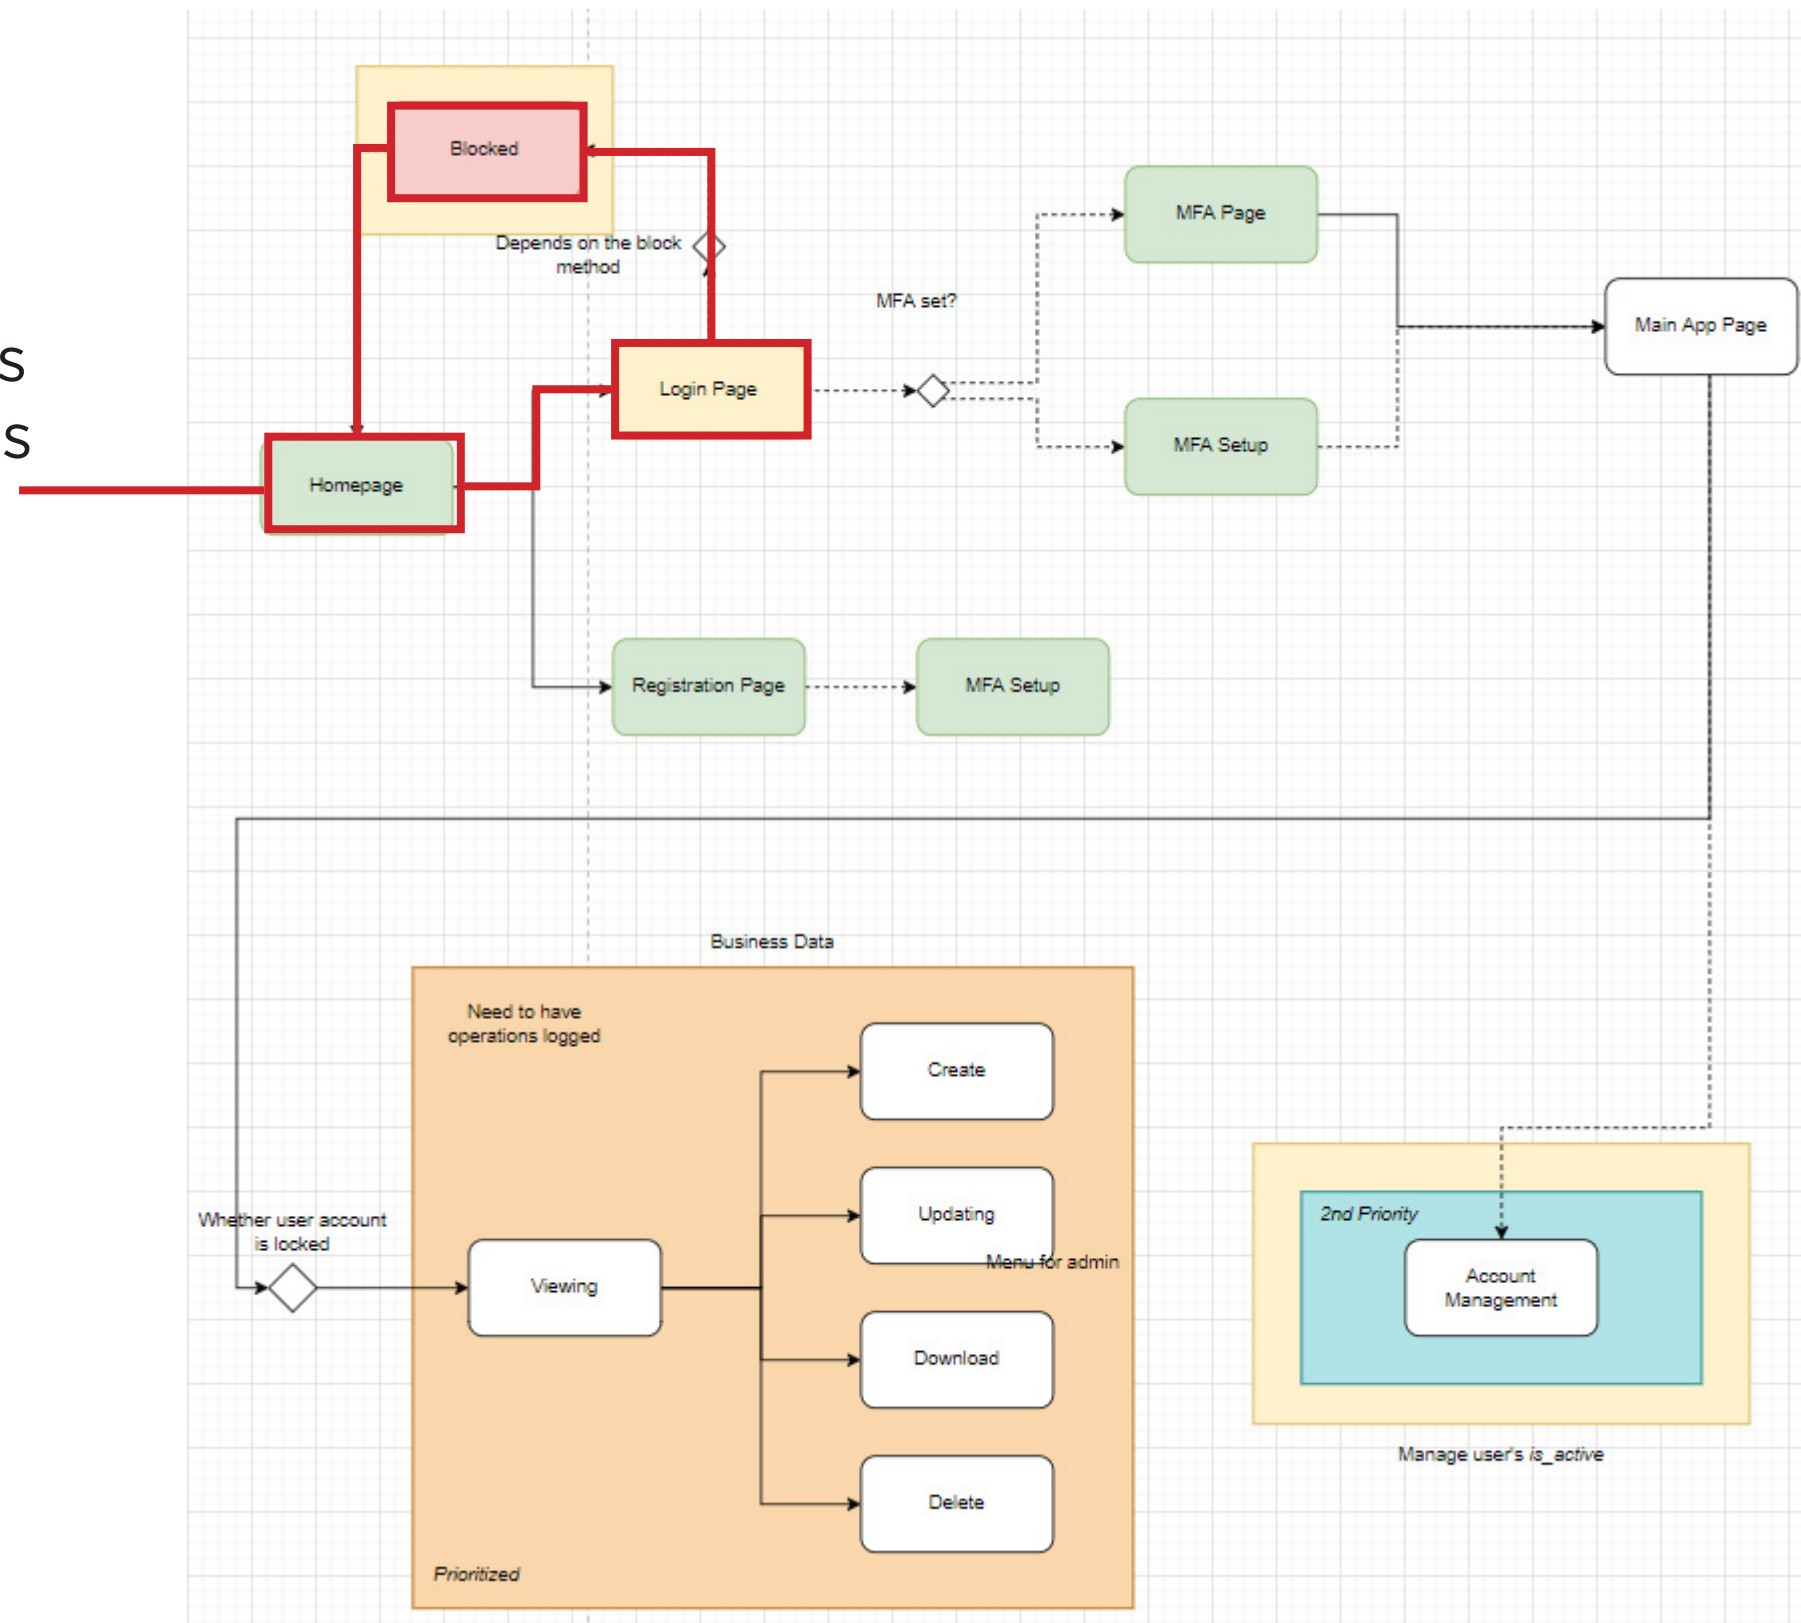 Blocked
Depends on the block
method
MFA Page
MFA set?
Main App Page
s
Login Page
s
MFA Setup
Homepage
Registration Page
MFA Setup
Business Data
Need to have
operations logged
Create
Whether user account
is locked
Updating
Menu for admin
2nd Priority
Viewing
Account
Management
Download
Manage user's is_active
Delete
Prioritized